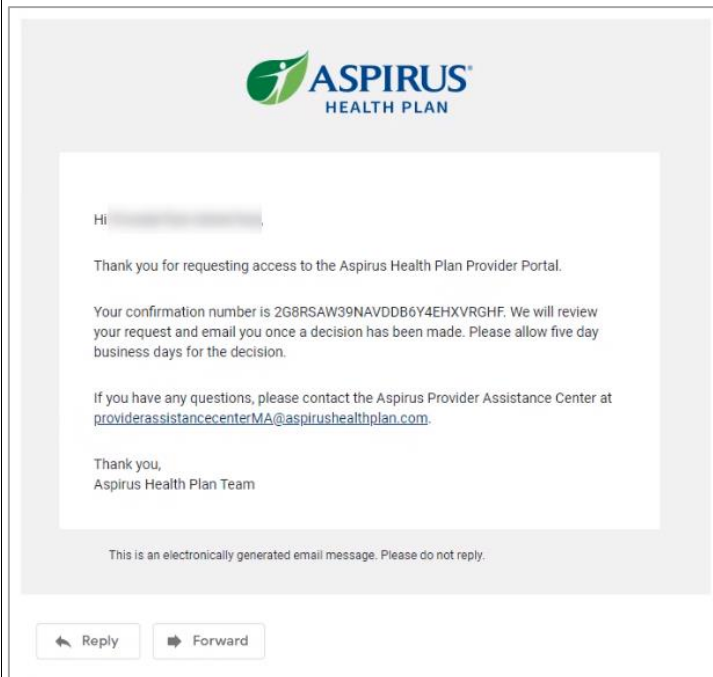 ASPIRUS®
HEALTH PLAN
Hi ,
Thank you for requesting access to the Aspirus Health Plan Provider Portal.
Your confirmation number is 2G8RSAW39NAVDDB6Y4EHXVRGHF. We will review
your request and email you once a decision has been made. Please allow five day
business days for the decision.
If you have any questions, please contact the Aspirus Provider Assistance Center at
providerassistancecenterMA@aspirushealthplan.com.
Thank you,
Aspirus Health Plan Team
This is an electronically generated email message. Please do not reply.
Reply
Forward